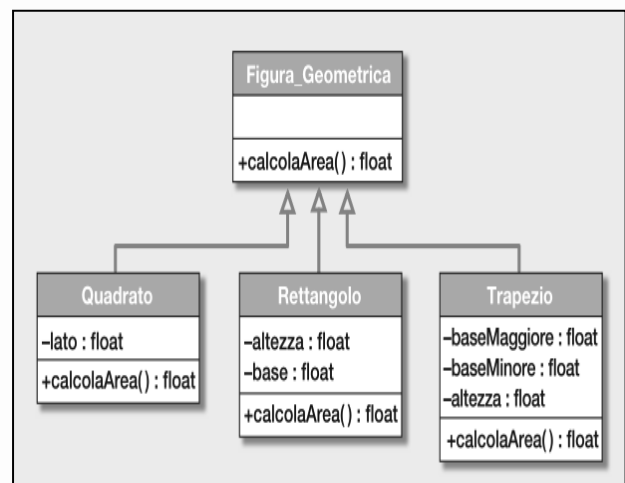 Figura_Geometrica
+calcolaArea() : float
Quadrato
–lato : float
+calcolaArea() : float
Rettangolo
–altezza : float
–base : float
+calcolaArea() : float
Trapezio
–baseMaggiore : float
–baseMinore : float
–altezza : float
+calcolaArea() : float